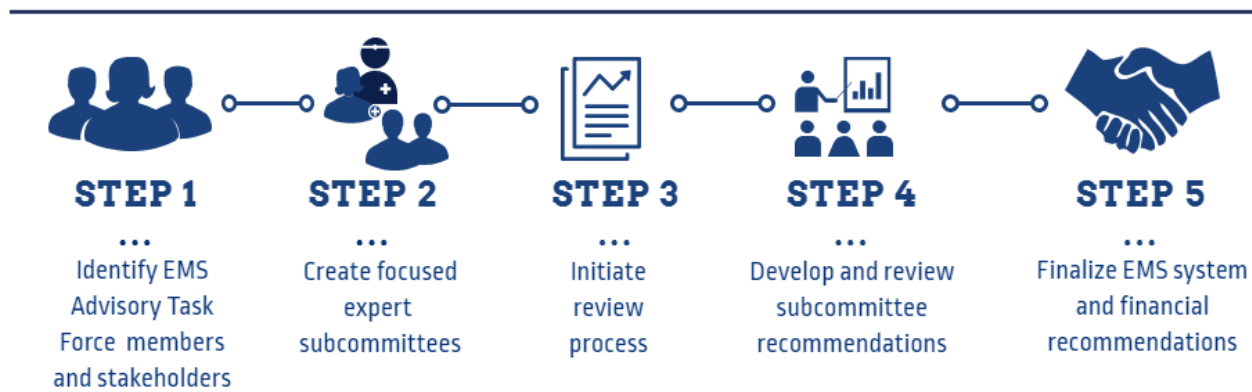 STEP 1
...
Identify EMS
Advisory Task
Force members
and stakeholders
STEP 2
...
Create focused
expert
subcommittees
STEP 3
...
Initiate
review
process
STEP 4
...
Develop and review
subcommittee
recommendations
STEP 5
...
Finalize EMS system
and financial
recommendations